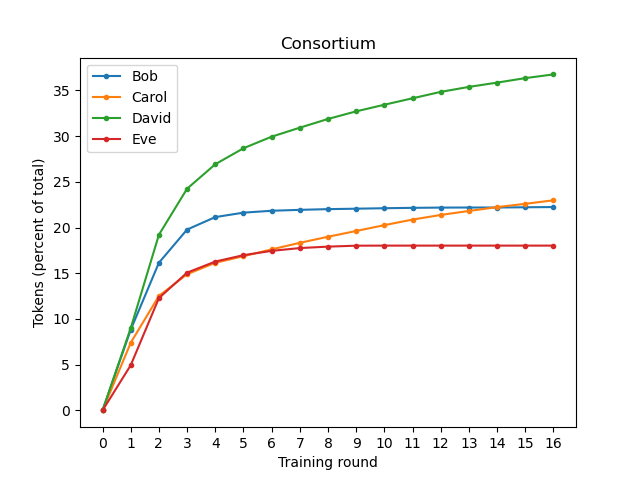 Consortium
Bob
Carol
David
Eve
Tokens (percent of total)
35
30
25
20
15
10
5
0
0 1 2 3 4 5 6 7 8 9 10 11 12 13 14 15 16
Training round